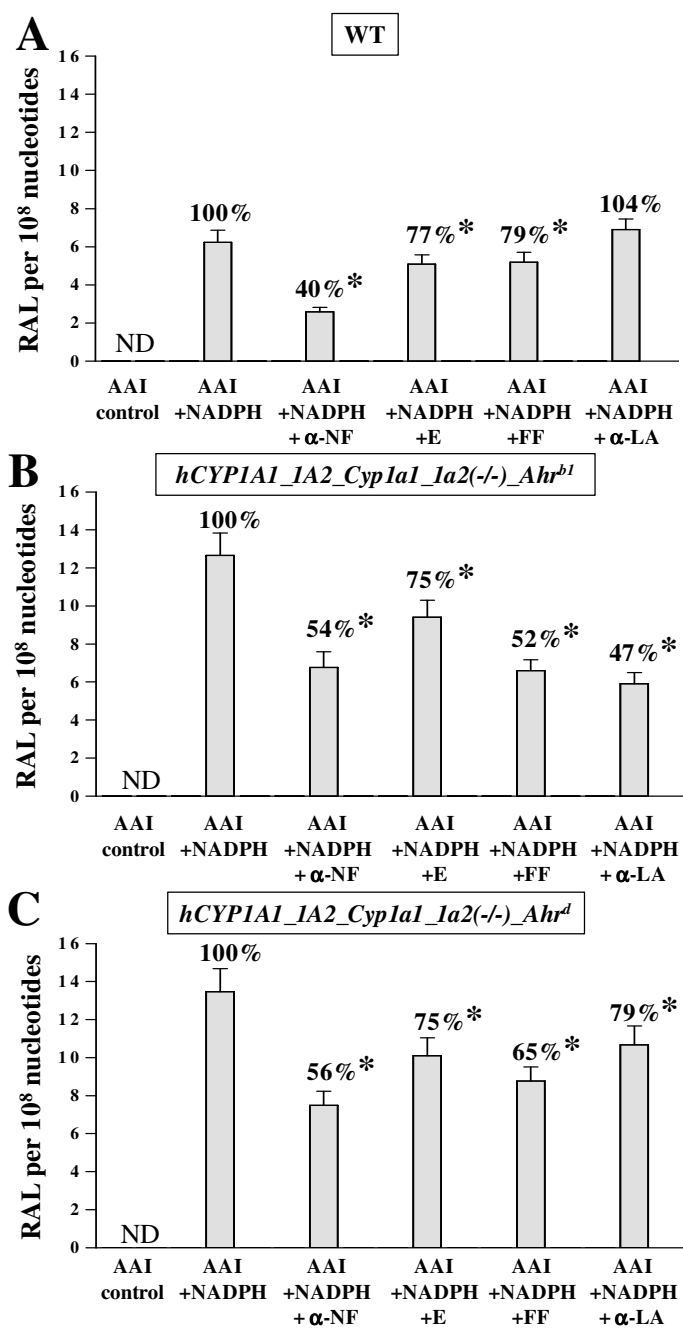 A
WT
RAL per 10⁸ nucleotides
16
14
12
10
8
6
4
2
0
ND
100%
40%*
77%*
79%*
104%
AAI control
AAI +NADPH
AAI +NADPH + α-NF
AAI +NADPH +E
AAI +NADPH +FF
AAI +NADPH + α-LA
B
hCYP1A1_1A2_Cyp1a1_1a2(-/-)_Ahrᵇ¹
RAL per 10⁸ nucleotides
16
14
12
10
8
6
4
2
0
ND
100%
54%*
75%*
52%*
47%*
AAI control
AAI +NADPH
AAI +NADPH + α-NF
AAI +NADPH +E
AAI +NADPH +FF
AAI +NADPH + α-LA
C
hCYP1A1_1A2_Cyp1a1_1a2(-/-)_Ahrᵈ
RAL per 10⁸ nucleotides
16
14
12
10
8
6
4
2
0
ND
100%
56%*
75%*
65%*
79%*
AAI control
AAI +NADPH
AAI +NADPH + α-NF
AAI +NADPH +E
AAI +NADPH +FF
AAI +NADPH + α-LA